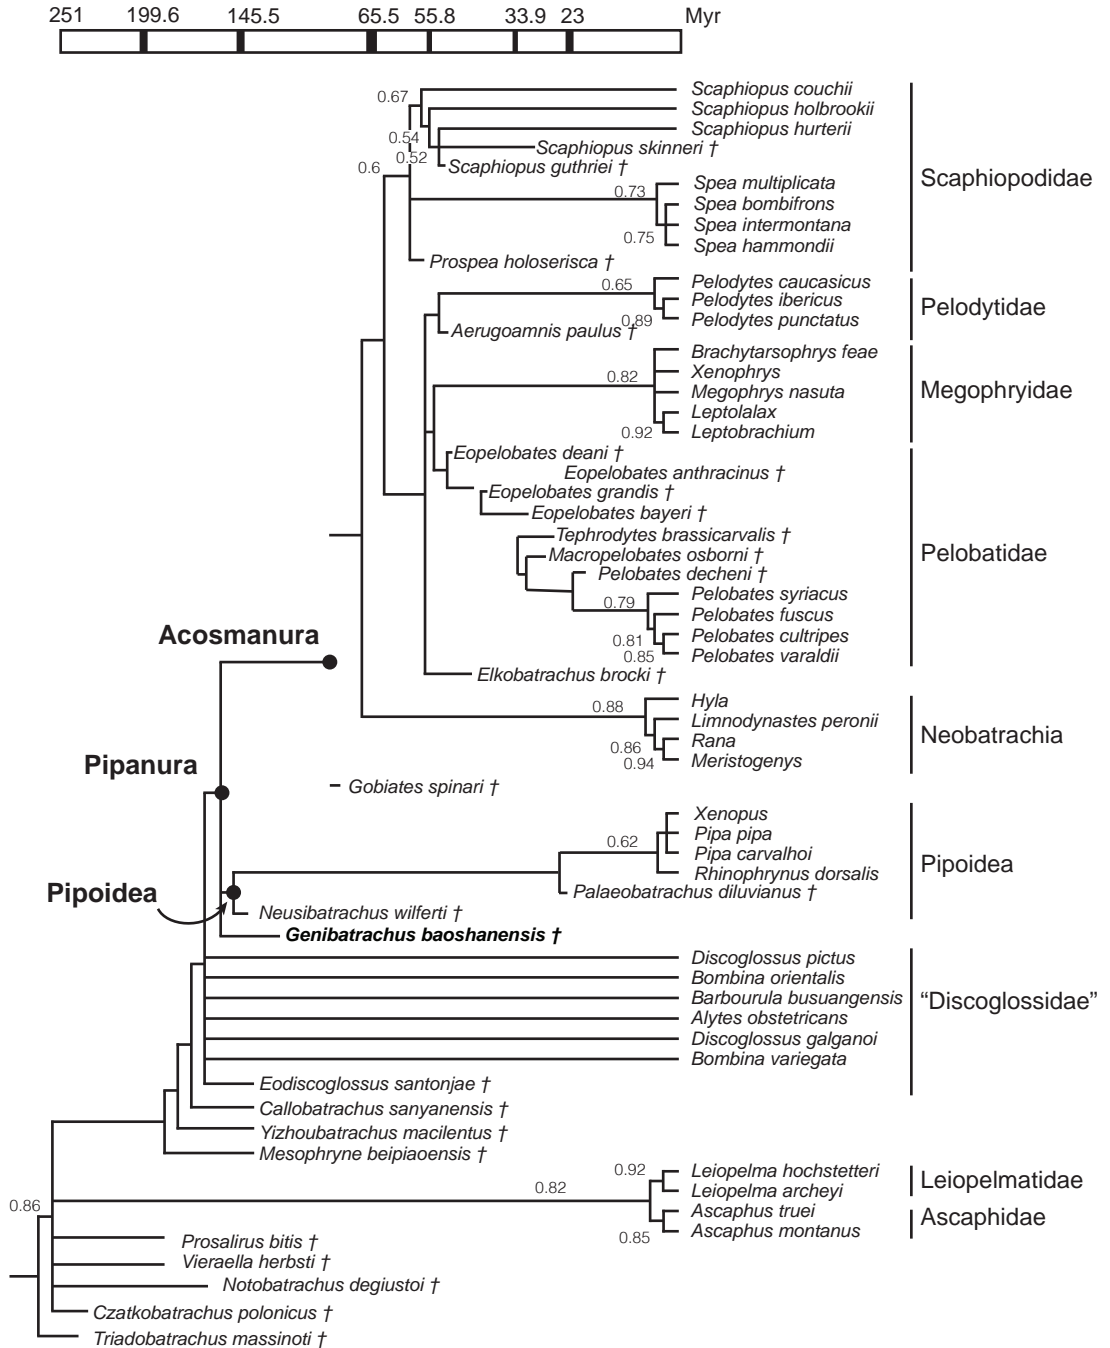 251 199.6 145.5 65.5 55.8 33.9 23 Myr
0.67
Scaphiopus couchii
Scaphiopus holbrookii
Scaphiopus hurterii
0.54
Scaphiopus skinneri †
0.52
0.6
Scaphiopus guthriei †
Scaphiopodidae
Spea multiplicata
0.73
Spea bombifrons
Spea intermontana
0.75
Spea hammondii
Prospea holoserisca †
Pelodytes caucasicus
0.65
Pelodytes ibericus
Pelodytidae
0.89
Pelodytes punctatus
Aerugoamnis paulus †
Brachytarsophrys feae
Xenophrys
0.82
Megophrys nasuta
Megophryidae
Leptolalax
0.92
Leptobrachium
Eopelobates deani †
Eopelobates anthracinus †
Eopelobates grandis †
Eopelobates bayeri †
Tephrodytes brassicarvalis †
Macropelobates osborni †
Pelobatidae
Pelobates decheni †
Pelobates syriacus
0.79
Pelobates fuscus
Acosmanura
Pelobates cultripes
0.81
Pelobates varaldii
0.85
Elkobatrachus brocki †
Hyla
0.88
Limnodynastes peronii
Rana
Neobatrachia
0.86
Meristogenys
0.94
Pipanura
Gobiates spinari †
Xenopus
Pipa pipa
0.62
Pipa carvalhoi
Pipoidea
Rhinophrynus dorsalis
Pipoidea
Palaeobatrachus diluvianus †
Neusibatrachus wilferti †
Genibatrachus baoshanensis †
Discoglossus pictus
Bombina orientalis
Barbourula busuangensis
“Discoglossidae”
Alytes obstetricans
Discoglossus galganoi
Bombina variegata
Eodiscoglossus santonjae †
Callobatrachus sanyanensis †
Yizhoubatrachus macilentus †
Mesophryne beipiaoensis †
0.92
Leiopelma hochstetteri
Leiopelmatidae
0.82
Leiopelma archeyi
0.86
Ascaphus truei
Ascaphidae
0.85
Ascaphus montanus
Prosalirus bitis †
Vieraella herbsti †
Notobatrachus degiustoi †
Czatkobatrachus polonicus †
Triadobatrachus massinoti †